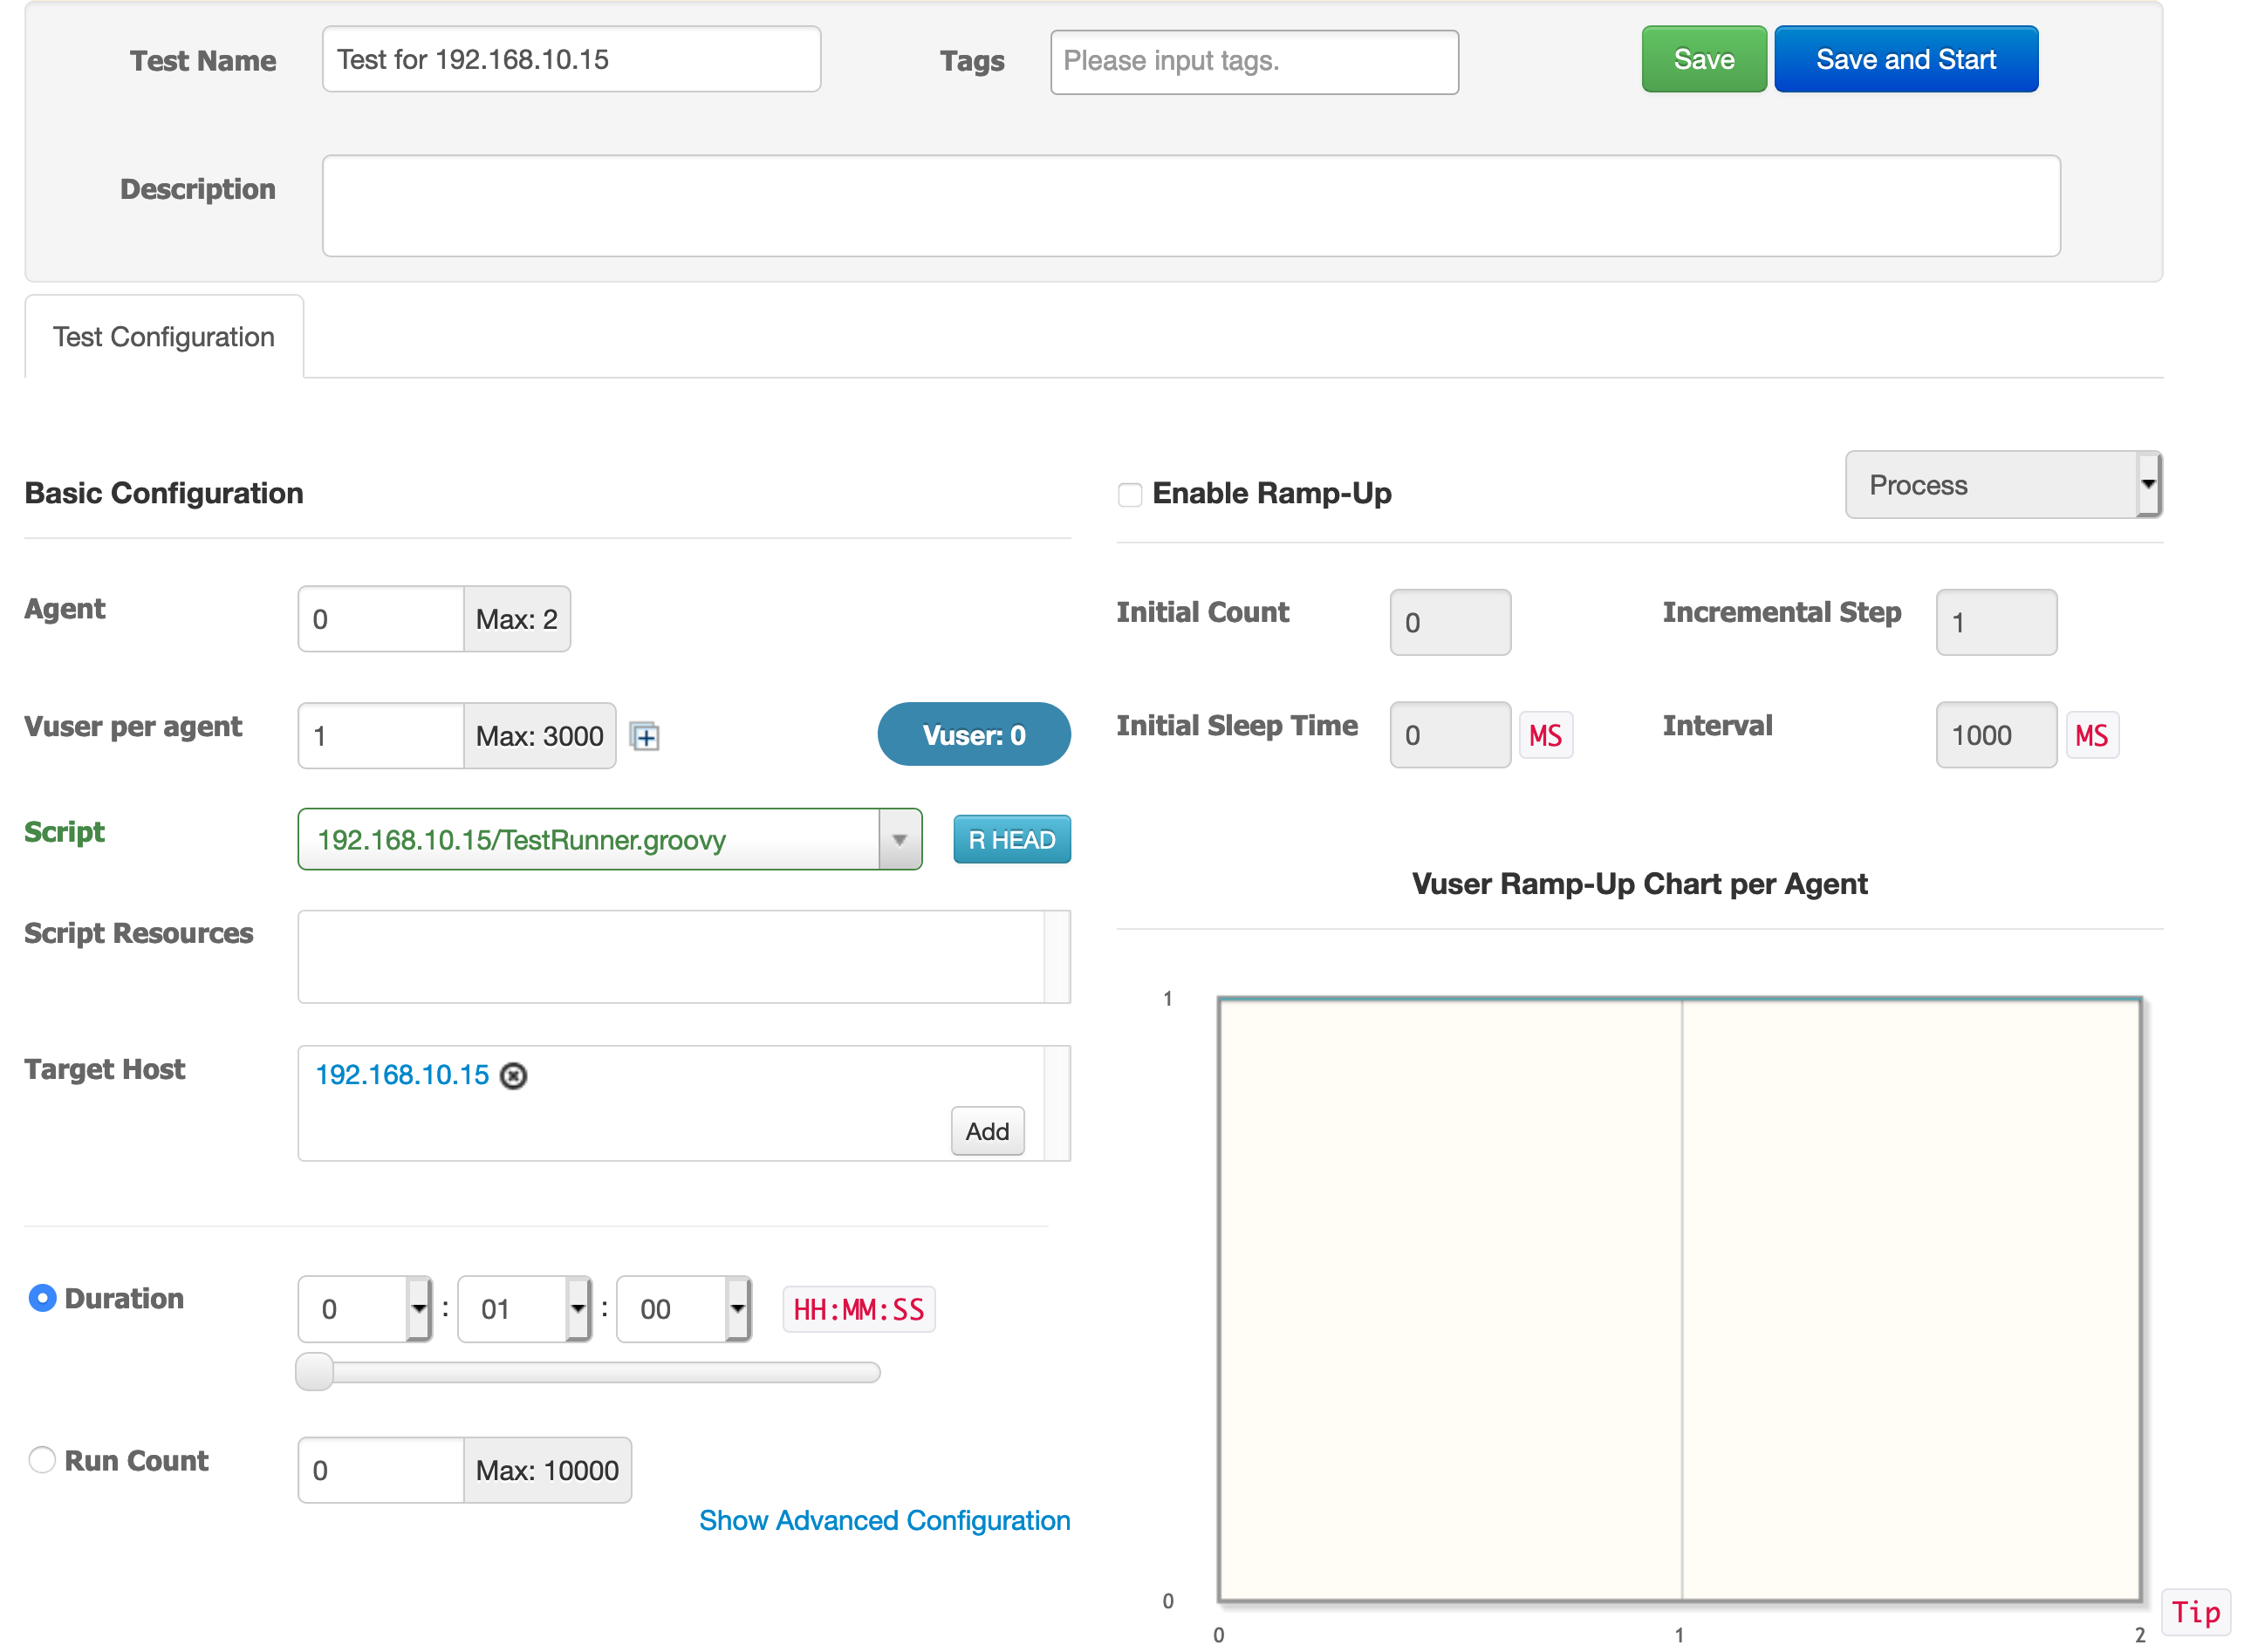 Test Name Test for 192.168.10.15 Tags Please input tags. Save Save and Start
Description
Test Configuration
Basic Configuration
Agent 0 Max: 2
Vuser per agent 1 Max: 3000 Vuser: 0
Script 192.168.10.15/TestRunner.groovy R HEAD
Script Resources
Target Host 192.168.10.15
Add
Duration 0 : 01 : 00 HH:MM:SS
Run Count 0 Max: 10000
Show Advanced Configuration
Enable Ramp-Up Process
Initial Count 0 Incremental Step 1
Initial Sleep Time 0 MS Interval 1000 MS
Vuser Ramp-Up Chart per Agent
1
0
0 1 2
Tip